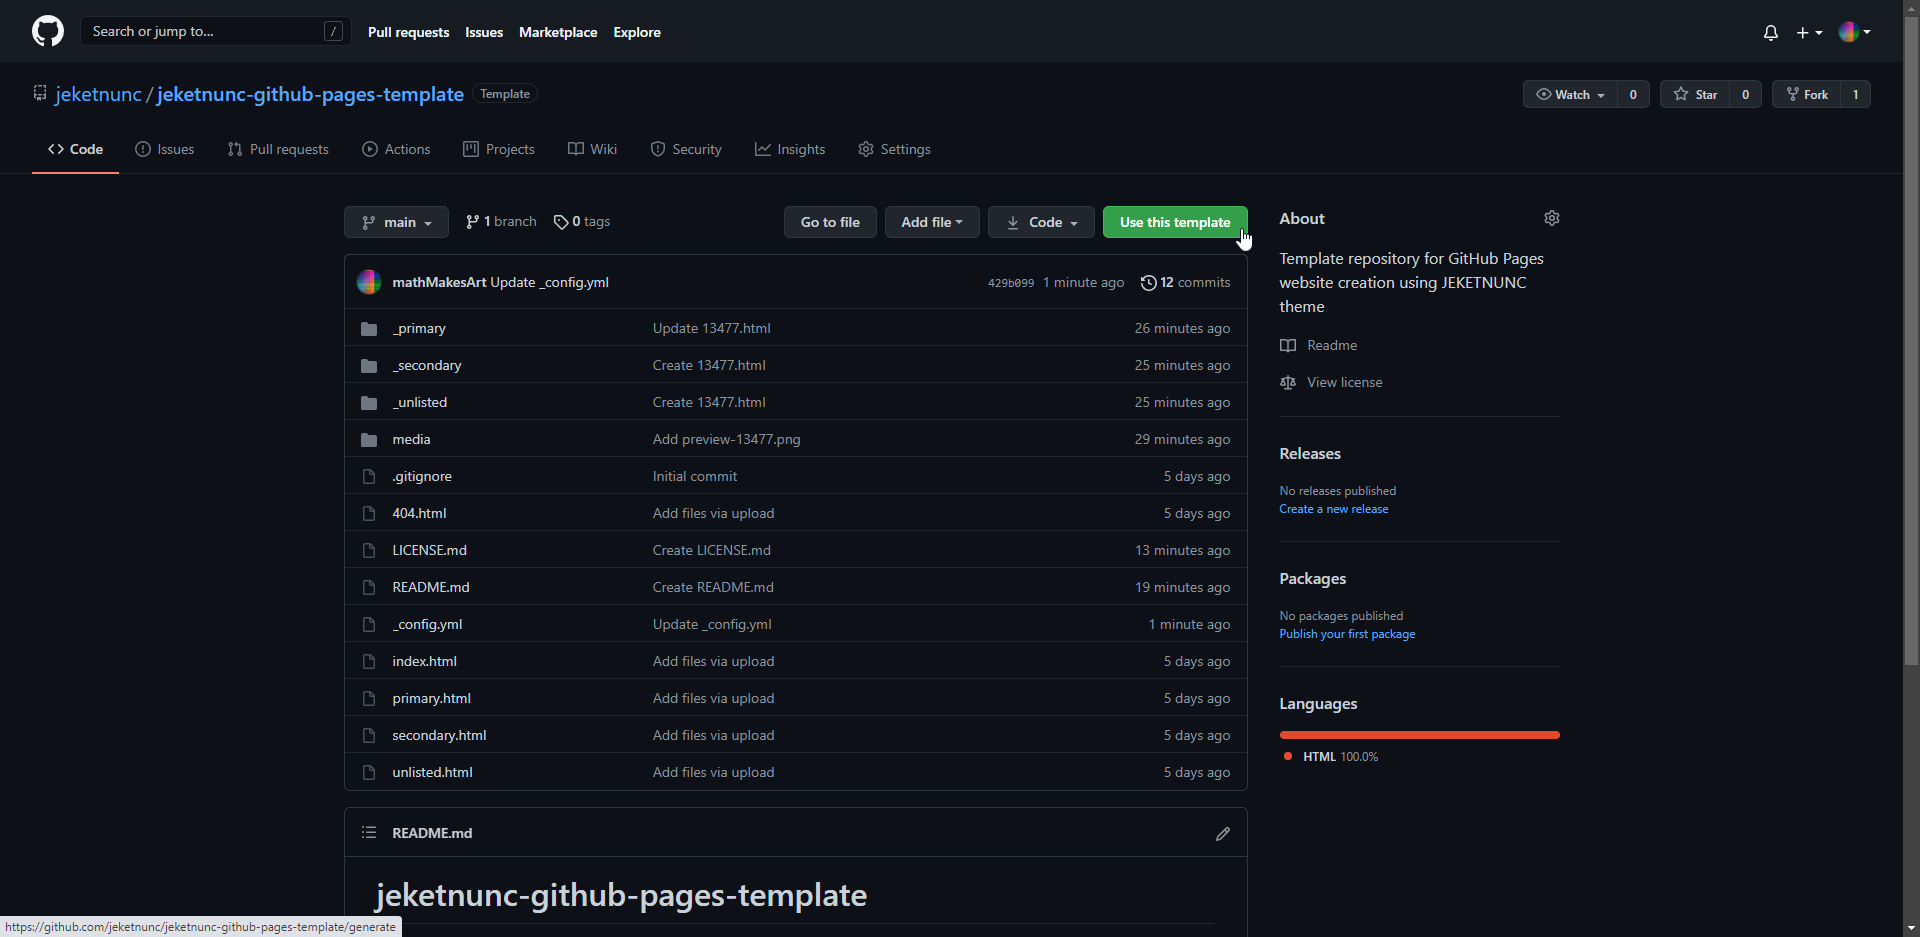 Search or jump to... /
Pull requests Issues Marketplace Explore
jeketnunc / jeketnunc-github-pages-template Template
Watch 0 Star 0 Fork 1
Code Issues Pull requests Actions Projects Wiki Security Insights Settings
main 1 branch 0 tags Go to file Add file Code Use this template
mathMakesArt Update _config.yml 429b099 1 minute ago 12 commits
_primary Update 13477.html 26 minutes ago
_secondary Create 13477.html 25 minutes ago
_unlisted Create 13477.html 25 minutes ago
media Add preview-13477.png 29 minutes ago
.gitignore Initial commit 5 days ago
404.html Add files via upload 5 days ago
LICENSE.md Create LICENSE.md 13 minutes ago
README.md Create README.md 19 minutes ago
_config.yml Update _config.yml 1 minute ago
index.html Add files via upload 5 days ago
primary.html Add files via upload 5 days ago
secondary.html Add files via upload 5 days ago
unlisted.html Add files via upload 5 days ago
README.md
jeketnunc-github-pages-template
About
Template repository for GitHub Pages
website creation using JEKETNUNC
theme
Readme
View license
Releases
No releases published
Create a new release
Packages
No packages published
Publish your first package
Languages
HTML 100.0%
https://github.com/jeketnunc/jeketnunc-github-pages-template/generate